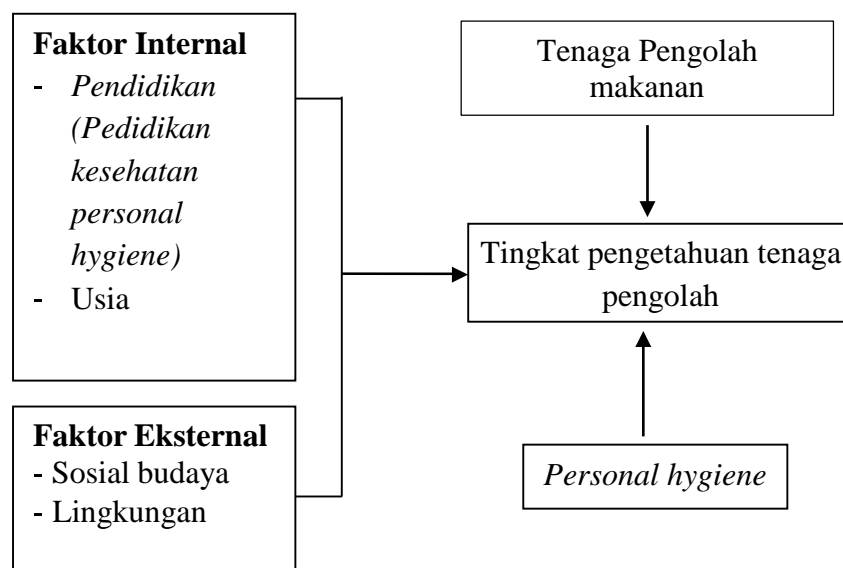 Faktor Internal
- Pendidikan
(Pedidikan
kesehatan
personal
hygiene)
- Usia
Faktor Eksternal
- Sosial budaya
- Lingkungan
Tenaga Pengolah
makanan
Tingkat pengetahuan tenaga
pengolah
Personal hygiene